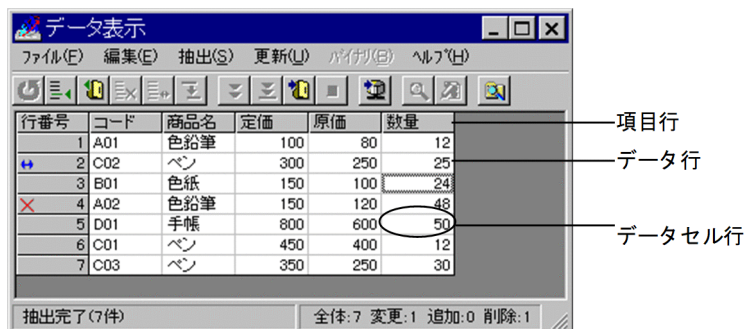 データ表示
ファイル(F) 編集(E) 抽出(S) 更新(U) バイナリ(B) ヘルプ(H)
行番号 コード 商品名 定価 原価 数量
1 A01 色鉛筆 100 80 12
2 C02 ペン 300 250 25
3 B01 色紙 150 100 24
4 A02 色鉛筆 150 120 48
5 D01 手帳 800 600 50
6 C01 ペン 450 400 12
7 C03 ペン 350 250 30
項目行
データ行
データセル行
抽出完了(7件) 全体:7 変更:1 追加:0 削除:1